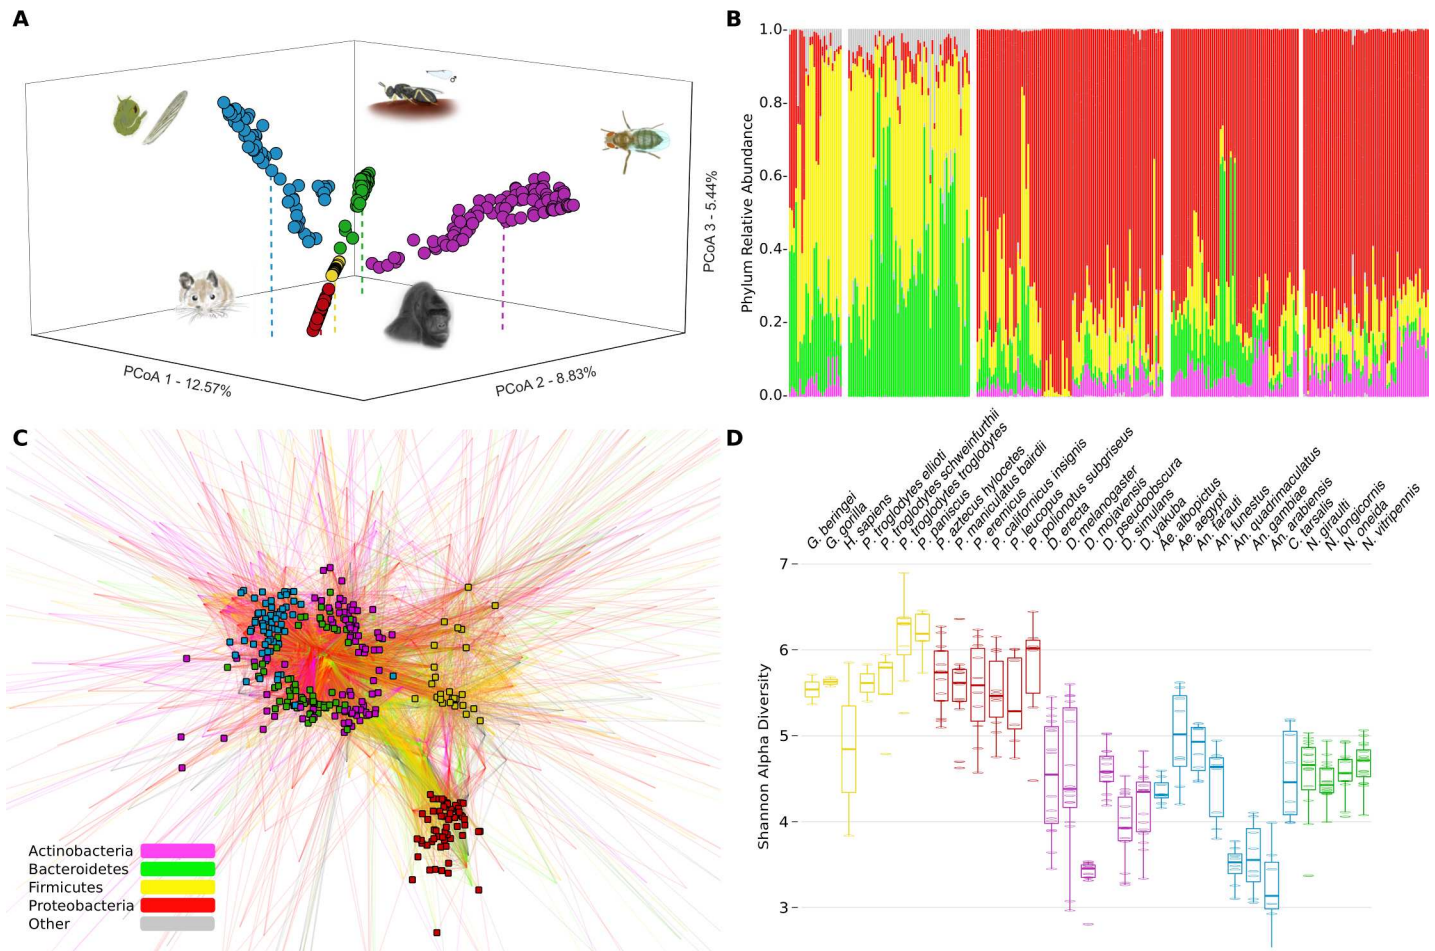 A
PCoA 1 - 12.57%
PCoA 2 - 8.83%
PCoA 3 - 5.44%
♂
B
Phylum Relative Abundance
1.0
0.8
0.6
0.4
0.2
0.0
C
Actinobacteria
Bacteroidetes
Firmicutes
Proteobacteria
Other
D
G. beringei
G. gorilla
H. sapiens
P. troglodytes ellioti
P. troglodytes schweinfurthii
P. troglodytes troglodytes
P. paniscus
P. aztecus hylocetes
P. maniculatus bairdii
P. eremicus
P. californicus insignis
P. leucopus
P. polionotus subgriseus
D. erecta
D. melanogaster
D. mojavensis
D. pseudoobscura
D. simulans
D. yakuba
Ae. albopictus
Ae. aegypti
An. farauti
An. funestus
An. quadrimaculatus
An. gambiae
An. arabiensis
C. tarsalis
N. giraulti
N. longicornis
N. oneida
N. vitripennis
Shannon Alpha Diversity
7
6
5
4
3